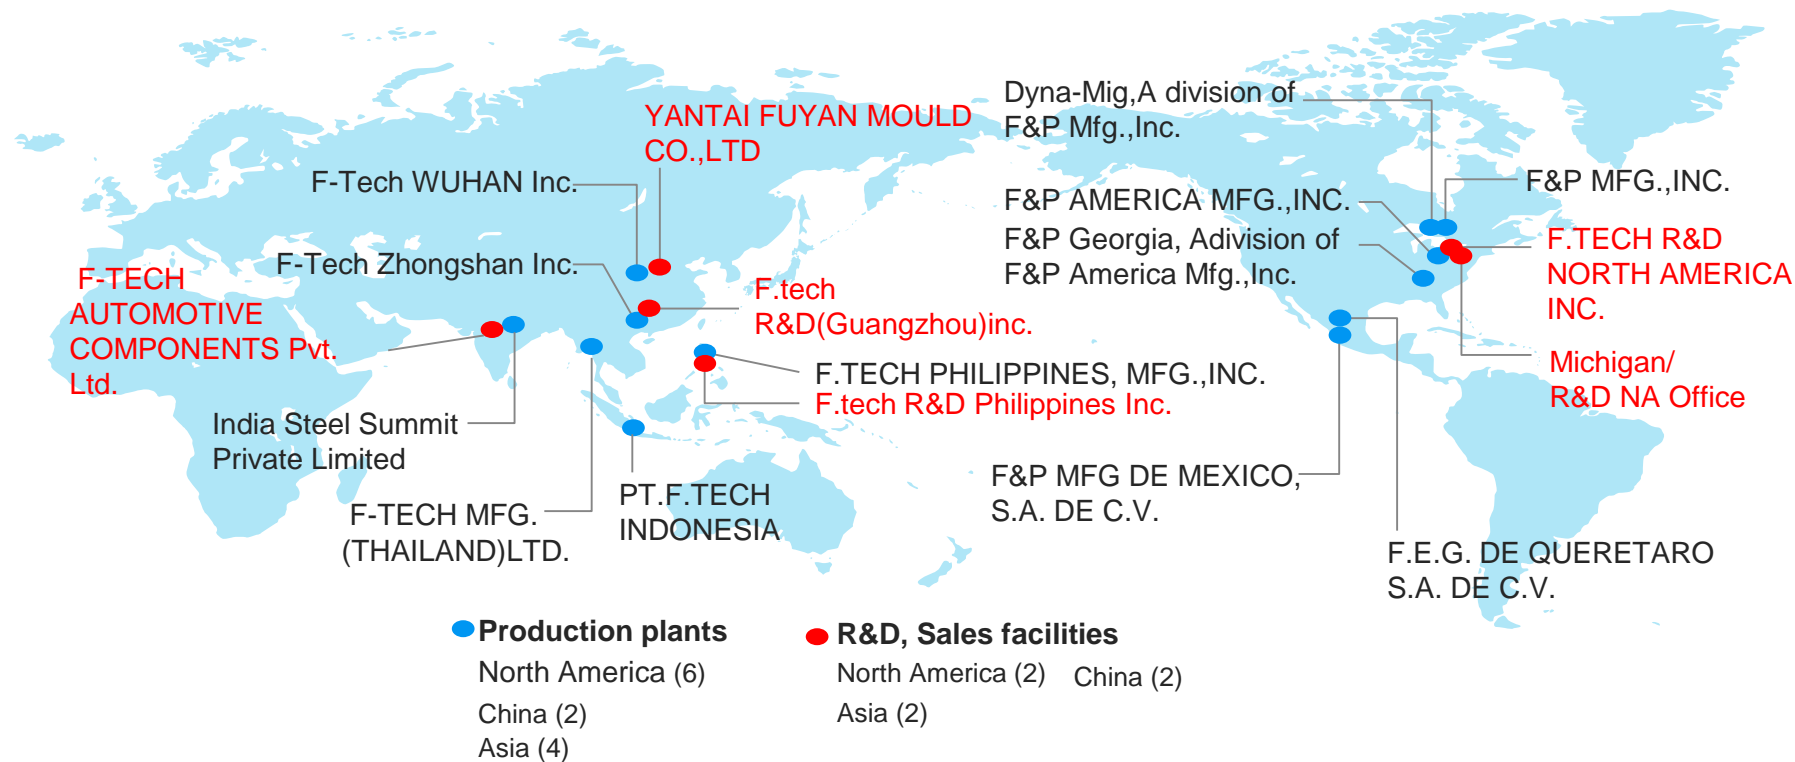 YANTAI FUYAN MOULD
CO.,LTD
F-Tech WUHAN Inc.
F-Tech Zhongshan Inc.
F-TECH
AUTOMOTIVE
COMPONENTS Pvt.
Ltd.
F.tech
R&D(Guangzhou)inc.
F.TECH PHILIPPINES, MFG.,INC.
F.tech R&D Philippines Inc.
India Steel Summit
Private Limited
F-TECH MFG.
(THAILAND)LTD.
PT.F.TECH
INDONESIA
Dyna-Mig,A division of
F&P Mfg.,Inc.
F&P AMERICA MFG.,INC.
F&P Georgia, Adivision of
F&P America Mfg.,Inc.
F&P MFG.,INC.
F.TECH R&D
NORTH AMERICA
INC.
Michigan/
R&D NA Office
F&P MFG DE MEXICO,
S.A. DE C.V.
F.E.G. DE QUERETARO
S.A. DE C.V.
Production plants
North America (6)
China (2)
Asia (4)
R&D, Sales facilities
North America (2) China (2)
Asia (2)